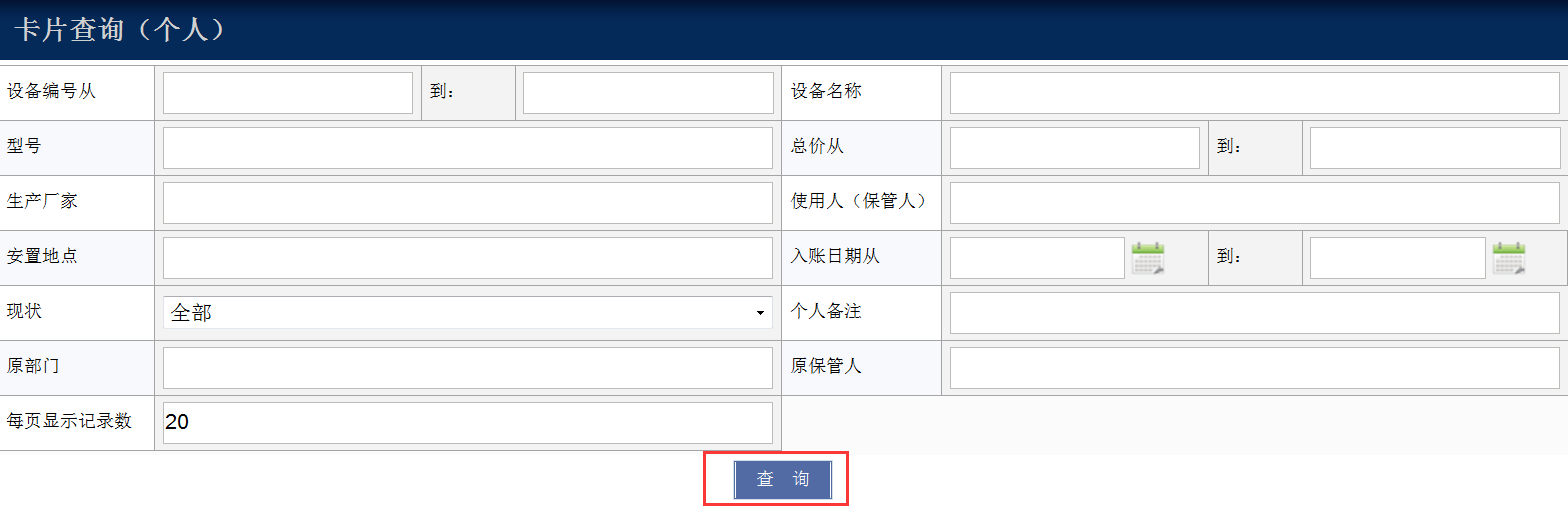 卡片查询（个人）
设备编号从 到： 设备名称
型号 总价从 到：
生产厂家 使用人（保管人）
安置地点 入账日期从 到：
现状 全部 个人备注
原部门 原保管人
每页显示记录数 20
查 询